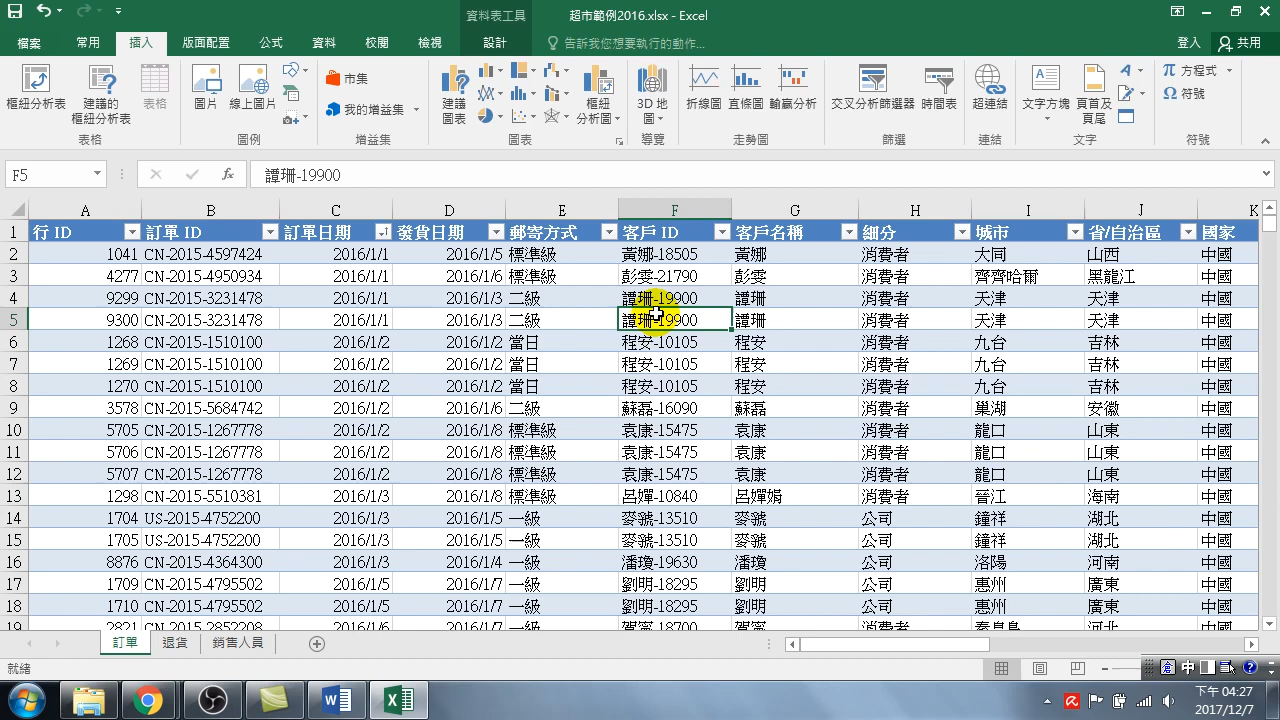 資料表工具
超市範例2016.xlsx - Excel
檔案 常用 插入 版面配置 公式 資料 校閱 檢視 設計 告訴我您想要執行的動作... 登入 共用
樞紐分析表 建議的 樞紐分析表 表格 圖片 線上圖片 市集 我的增益集 建議 圖表 樞紐 分析圖 3D 地 圖 折線圖 直條圖 輸贏分析 交叉分析篩選器 時間表 超連結 文字方塊 頁首及 頁尾 A π 方程式 Ω 符號
表格 圖例 增益集 圖表 導覽 走勢圖 篩選 連結 文字 符號
F5 fx 譚珊-19900
A B C D E F G H I J K
1 行 ID 訂單 ID 訂單日期 發貨日期 郵寄方式 客戶 ID 客戶名稱 細分 城市 省/自治區 國家
2 1041 CN-2015-4597424 2016/1/1 2016/1/5 標準級 黃娜-18505 黃娜 消費者 大同 山西 中國
3 4277 CN-2015-4950934 2016/1/1 2016/1/6 標準級 彭雯-21790 彭雯 消費者 齊齊哈爾 黑龍江 中國
4 9299 CN-2015-3231478 2016/1/1 2016/1/3 二級 譚珊-19900 譚珊 消費者 天津 天津 中國
5 9300 CN-2015-3231478 2016/1/1 2016/1/3 二級 譚珊-19900 譚珊 消費者 天津 天津 中國
6 1268 CN-2015-1510100 2016/1/2 2016/1/2 當日 程安-10105 程安 消費者 九台 吉林 中國
7 1269 CN-2015-1510100 2016/1/2 2016/1/2 當日 程安-10105 程安 消費者 九台 吉林 中國
8 1270 CN-2015-1510100 2016/1/2 2016/1/2 當日 程安-10105 程安 消費者 九台 吉林 中國
9 3578 CN-2015-5684742 2016/1/2 2016/1/6 二級 蘇磊-16090 蘇磊 消費者 巢湖 安徽 中國
10 5705 CN-2015-1267778 2016/1/2 2016/1/8 標準級 袁康-15475 袁康 消費者 龍口 山東 中國
11 5706 CN-2015-1267778 2016/1/2 2016/1/8 標準級 袁康-15475 袁康 消費者 龍口 山東 中國
12 5707 CN-2015-1267778 2016/1/2 2016/1/8 標準級 袁康-15475 袁康 消費者 龍口 山東 中國
13 1298 CN-2015-5510381 2016/1/3 2016/1/8 標準級 呂嬋-10840 呂嬋娟 消費者 晉江 海南 中國
14 1704 US-2015-4752200 2016/1/3 2016/1/5 一級 麥號-13510 麥號 公司 鐘祥 湖北 中國
15 1705 US-2015-4752200 2016/1/3 2016/1/5 一級 麥號-13510 麥號 公司 鐘祥 湖北 中國
16 8876 CN-2015-4364300 2016/1/3 2016/1/4 一級 潘瓊-19630 潘瓊 公司 洛陽 河南 中國
17 1709 CN-2015-4795502 2016/1/5 2016/1/7 一級 劉明-18295 劉明 公司 惠州 廣東 中國
18 1710 CN-2015-4795502 2016/1/5 2016/1/7 一級 劉明-18295 劉明 公司 惠州 廣東 中國
19 2821 CN-2015-2852208 2016/1/6 2016/1/7 一級 賀寧-18700 賀寧 消費者 秦皇島 河北 中國
訂單 退貨 銷售人員
就緒 中
下午 04:27
2017/12/7